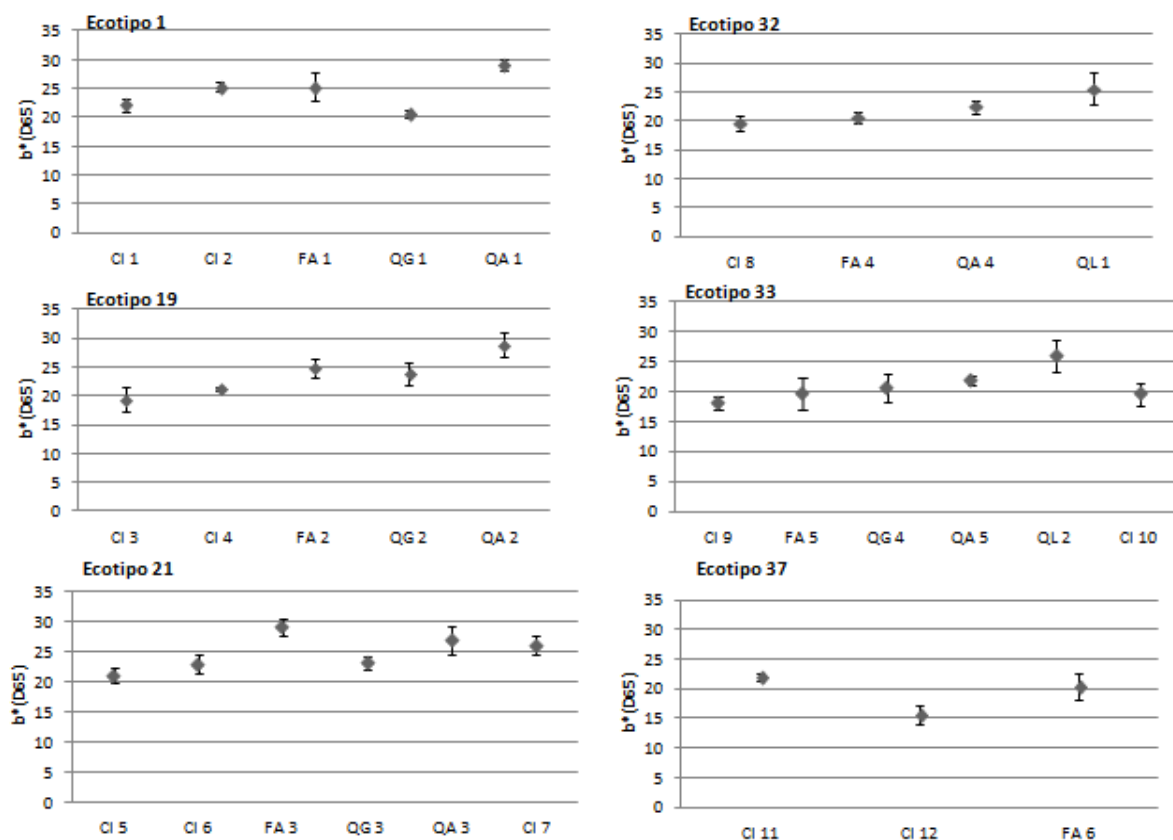 Ecotipo 1
b*(D65)
35
30
25
20
15
10
5
0
CI 1 CI 2 FA 1 QG 1 QA 1
Ecotipo 32
b*(D65)
35
30
25
20
15
10
5
0
CI 8 FA 4 QA 4 QL 1
Ecotipo 19
b*(D65)
35
30
25
20
15
10
5
0
CI 3 CI 4 FA 2 QG 2 QA 2
Ecotipo 33
b*(D65)
35
30
25
20
15
10
5
0
CI 9 FA 5 QG 4 QA 5 QL 2 CI 10
Ecotipo 21
b*(D65)
35
30
25
20
15
10
5
0
CI 5 CI 6 FA 3 QG 3 QA 3 CI 7
Ecotipo 37
b*(D65)
35
30
25
20
15
10
5
0
CI 11 CI 12 FA 6